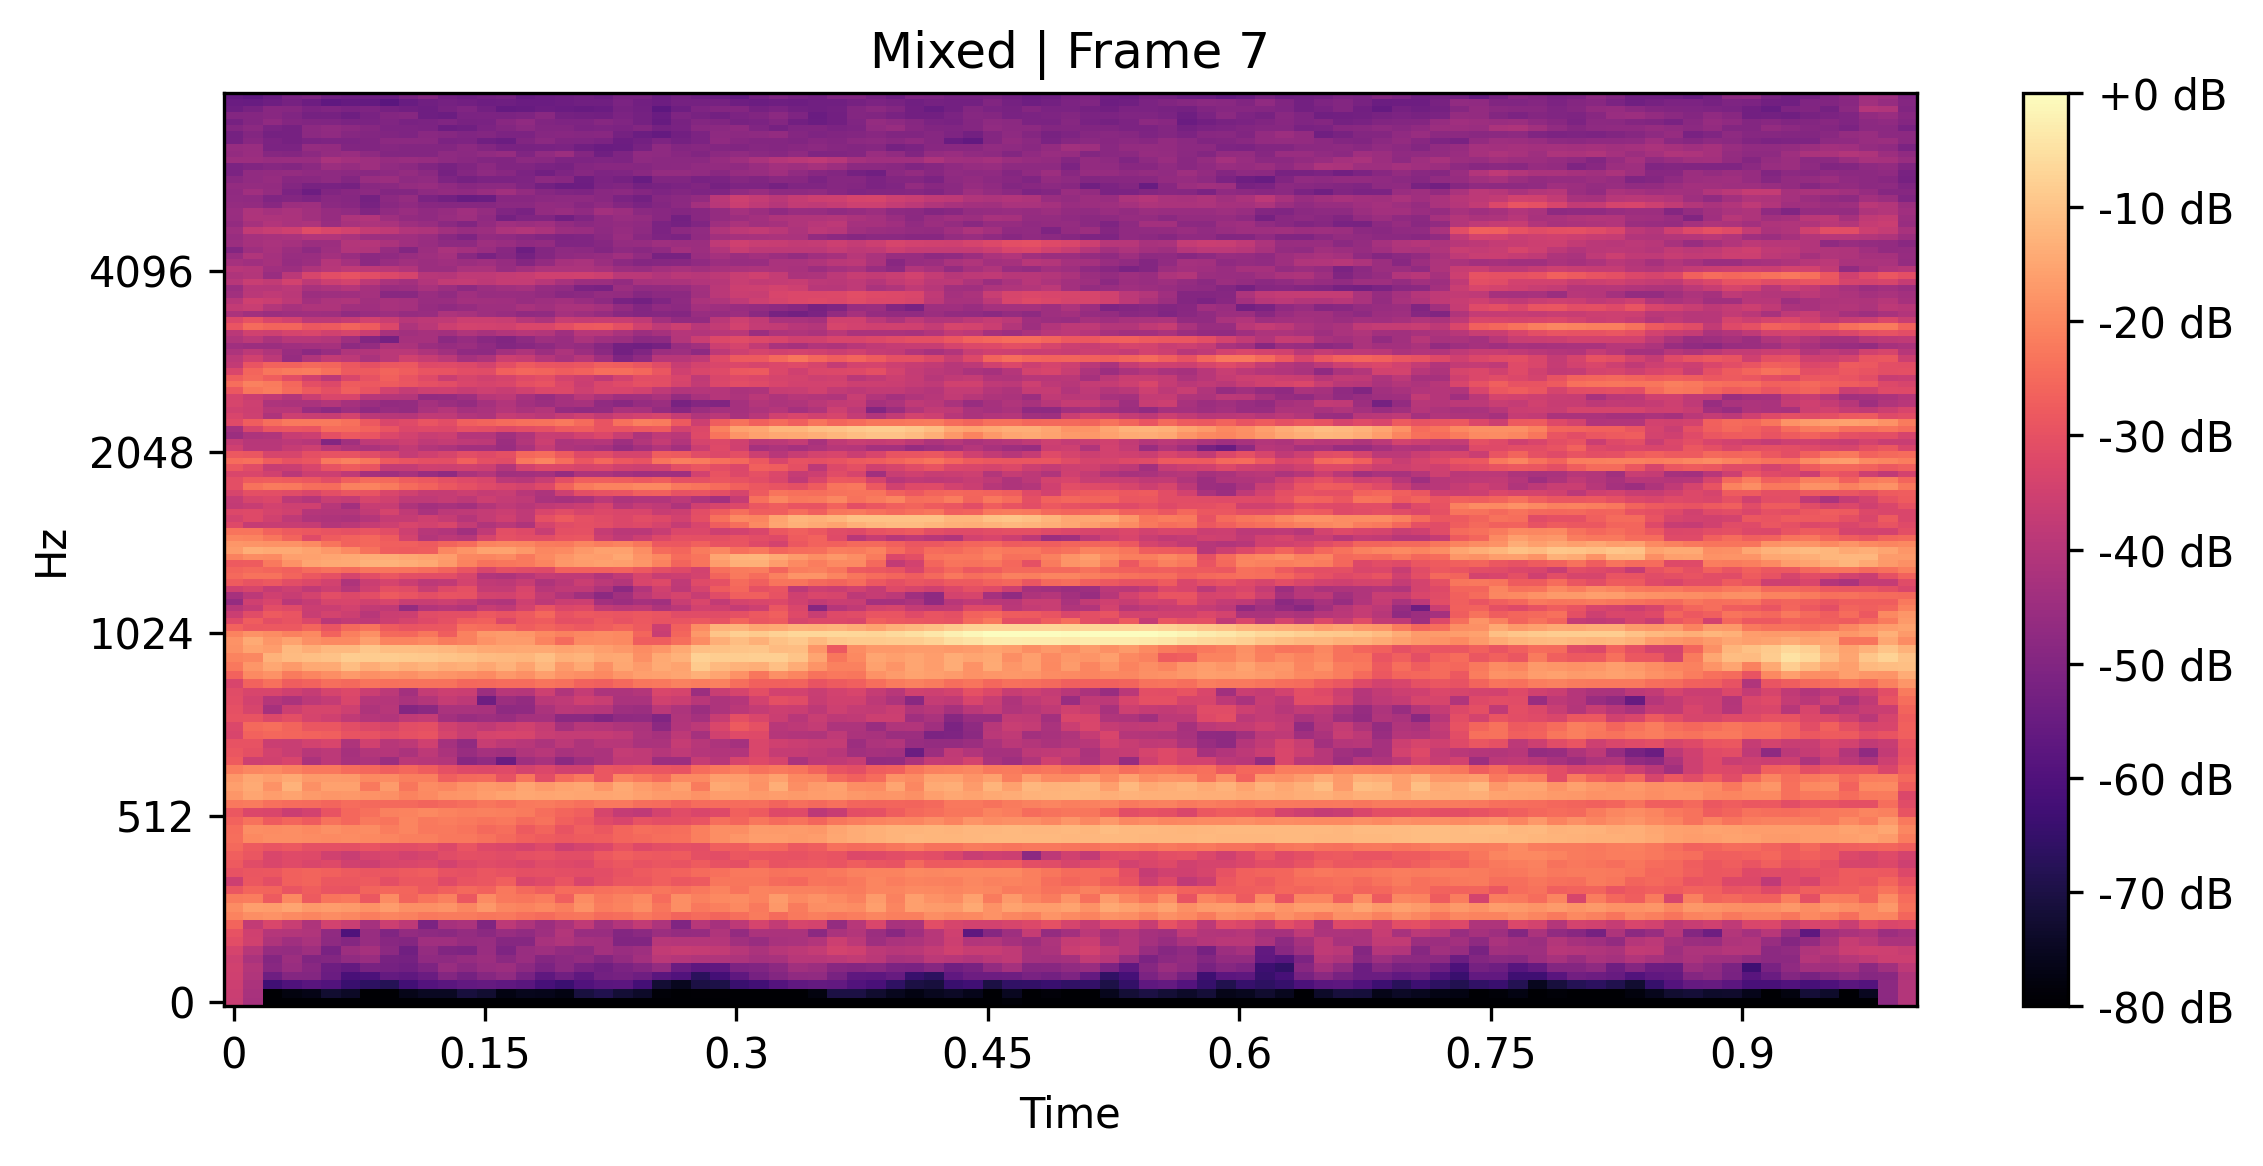 Mixed | Frame 7
+0 dB
-10 dB
-20 dB
-30 dB
-40 dB
-50 dB
-60 dB
-70 dB
-80 dB
Hz
4096
2048
1024
512
0
0 0.15 0.3 0.45 0.6 0.75 0.9
Time